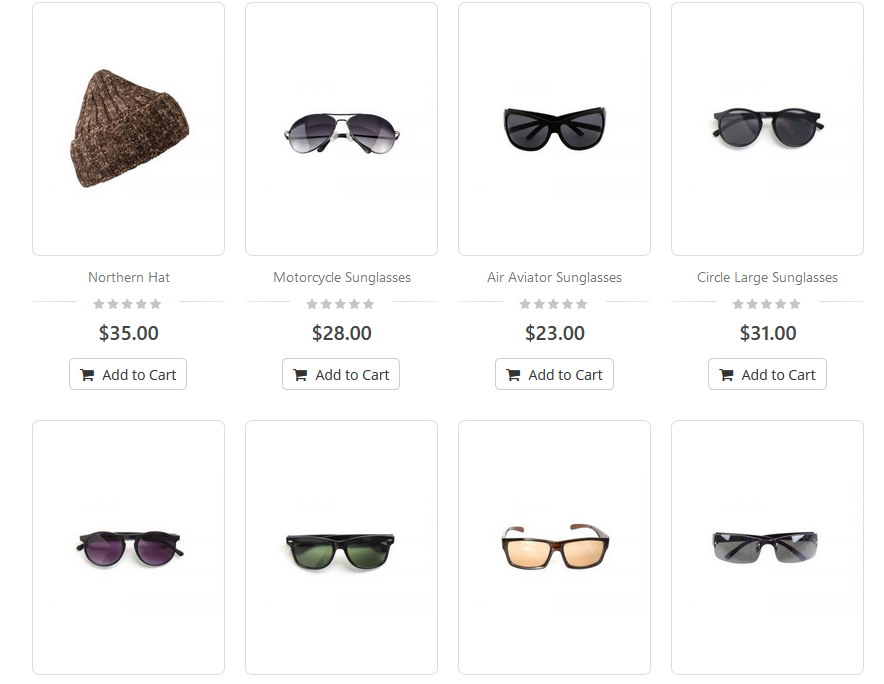 Northern Hat
$35.00
Add to Cart
Motorcycle Sunglasses
$28.00
Add to Cart
Air Aviator Sunglasses
$23.00
Add to Cart
Circle Large Sunglasses
$31.00
Add to Cart